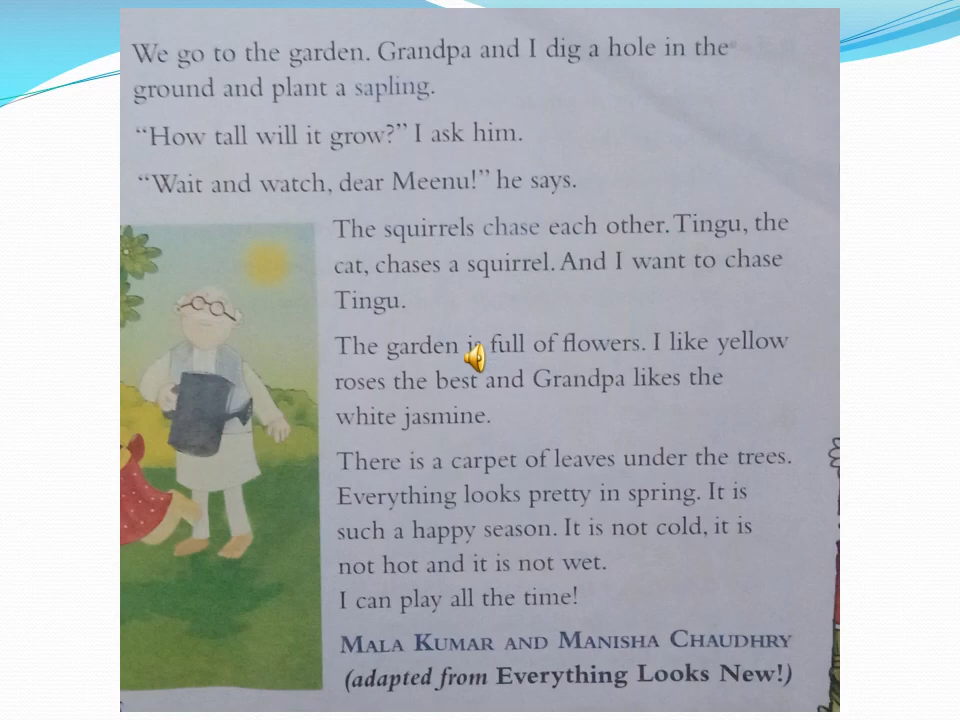 We go to the garden. Grandpa and I dig a hole in the
ground and plant a sapling.
“How tall will it grow?” I ask him.
“Wait and watch, dear Meenu!” he says.
The squirrels chase each other. Tingu, the
cat, chases a squirrel. And I want to chase
Tingu.
The garden is full of flowers. I like yellow
roses the best and Grandpa likes the
white jasmine.
There is a carpet of leaves under the trees.
Everything looks pretty in spring. It is
such a happy season. It is not cold, it is
not hot and it is not wet.
I can play all the time!
MALA KUMAR AND MANISHA CHAUDHRY
(adapted from Everything Looks New!)